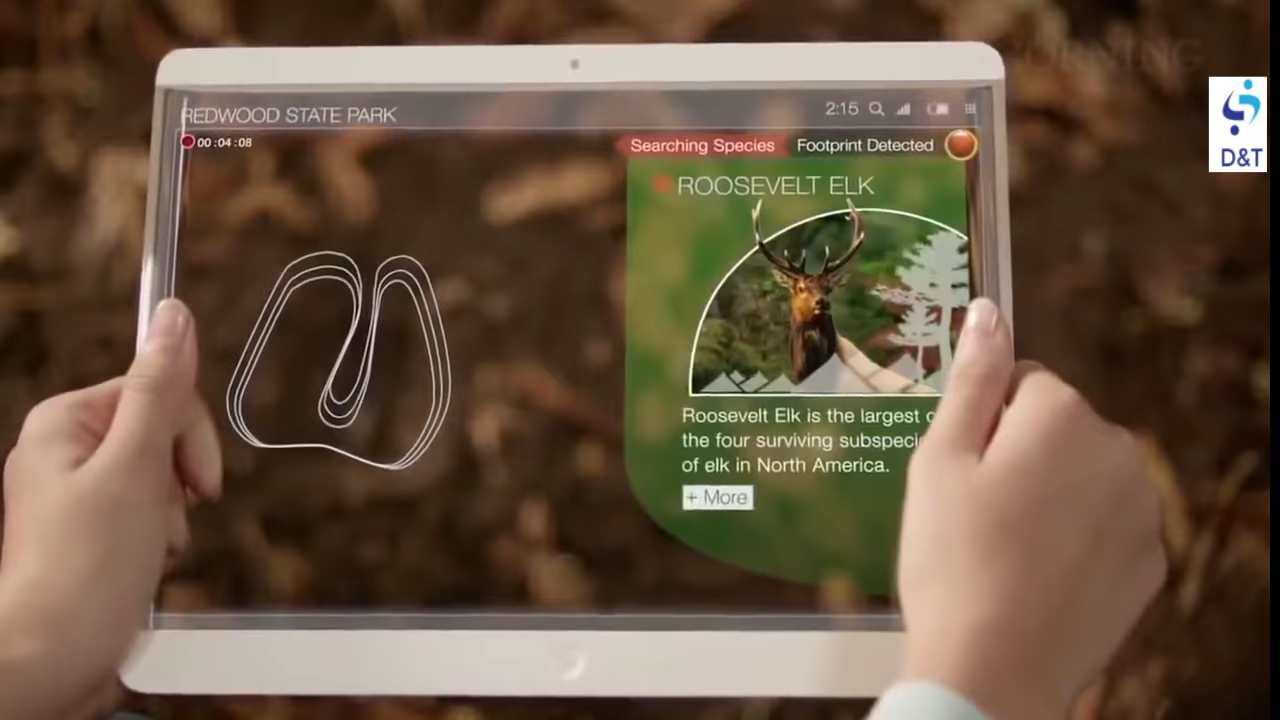 REDWOOD STATE PARK
2:15
00:04:08
Searching Species
Footprint Detected
ROOSEVELT ELK
Roosevelt Elk is the largest
the four surviving
of elk in North America.
+ More
D&T